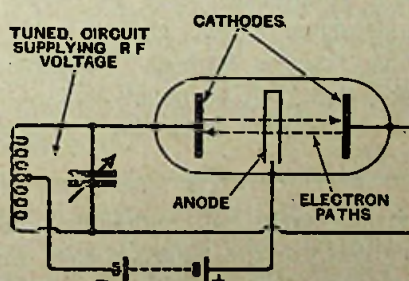 CATHODES
TUNED CIRCUIT
SUPPLYING R F
VOLTAGE
ANODE
ELECTRON
PATHS
- +